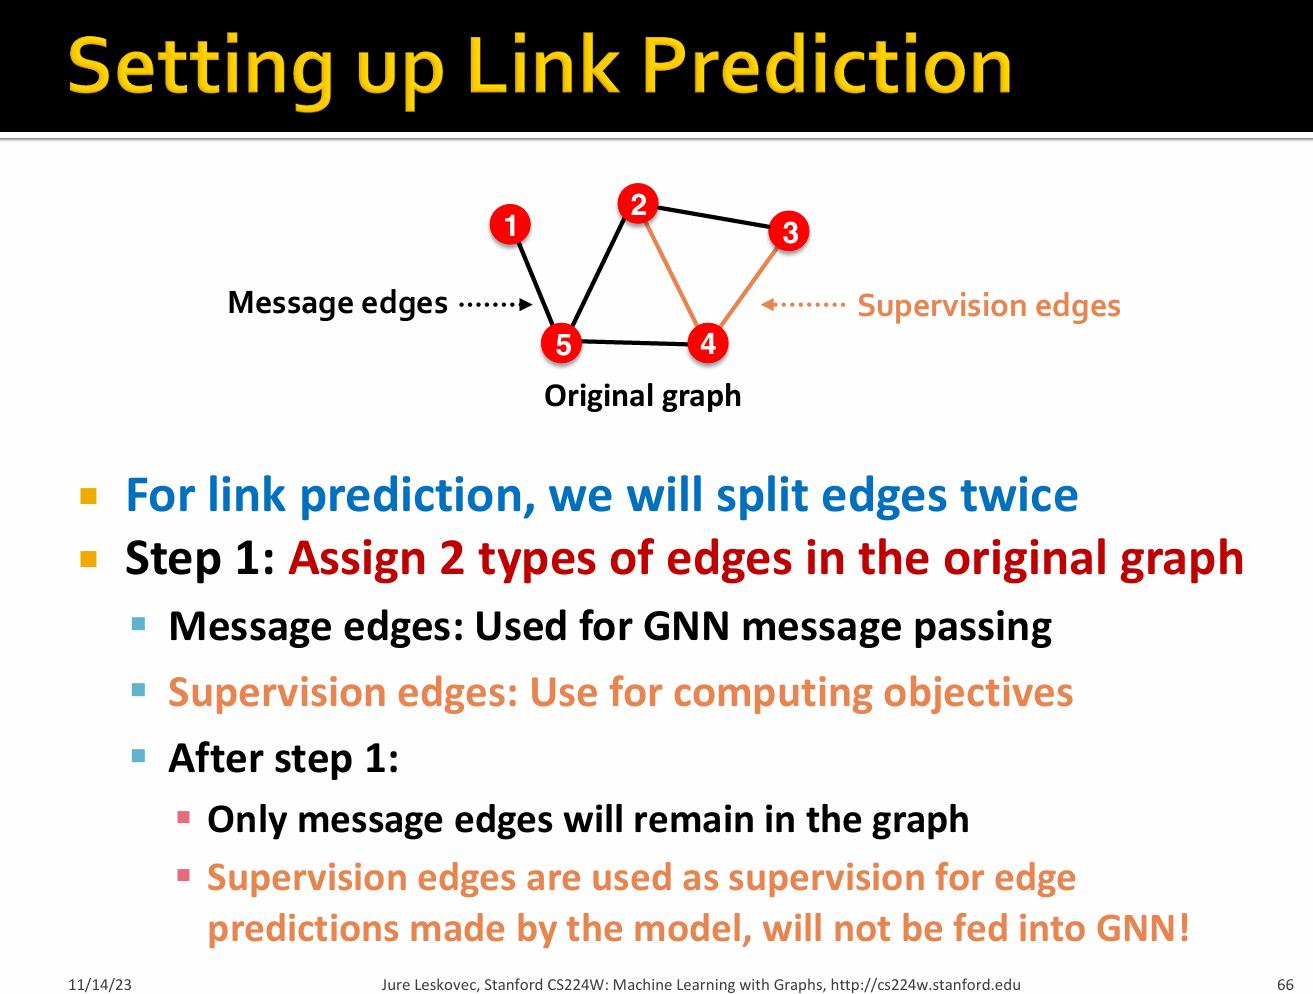 Setting up Link Prediction
1
2
3
Message edges
Supervision edges
5
4
Original graph
For link prediction, we will split edges twice
Step 1: Assign 2 types of edges in the original graph
Message edges: Used for GNN message passing
Supervision edges: Use for computing objectives
After step 1:
Only message edges will remain in the graph
Supervision edges are used as supervision for edge
predictions made by the model, will not be fed into GNN!
11/14/23
Jure Leskovec, Stanford CS224W: Machine Learning with Graphs, http://cs224w.stanford.edu
66